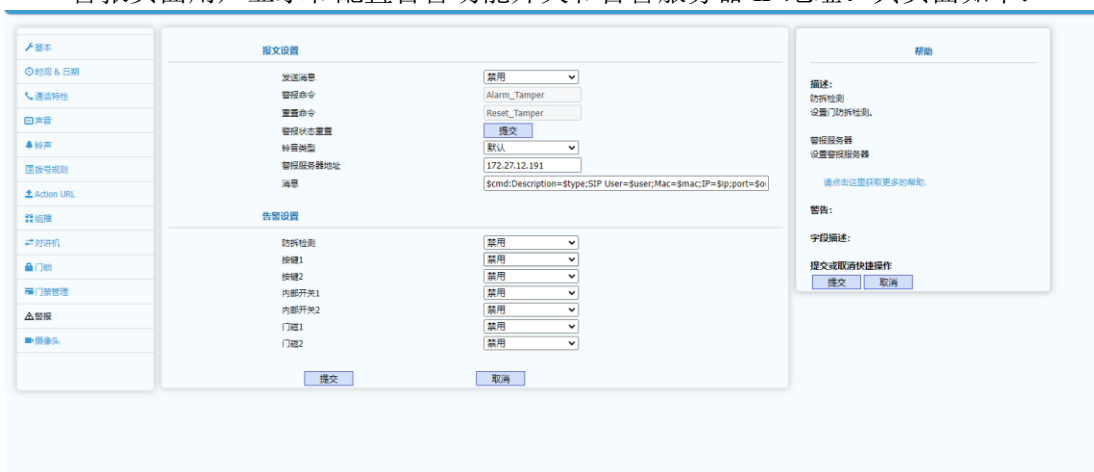 基本
时间 & 日期
通话特性
声音
铃声
拨号规则
Action URL
组播
对讲机
门锁
门禁管理
警报
摄像头
报文设置
发送消息 禁用
警报命令 Alarm_Tamper
重置命令 Reset_Tamper
警报状态重置 提交
铃音类型 默认
警报服务器地址 172.27.12.191
消息 $cmd:Description=$type;SIP User=$user;Mac=$mac;IP=$ip;port=$o
告警设置
防拆检测 禁用
按键1 禁用
按键2 禁用
内部开关1 禁用
内部开关2 禁用
门磁1 禁用
门磁2 禁用
提交 取消
帮助
描述:
防拆检测
设置门防拆检测。
警报服务器
设置警报服务器
请点击这里获取更多的帮助.
警告:
字段描述:
提交或取消快捷操作
提交 取消